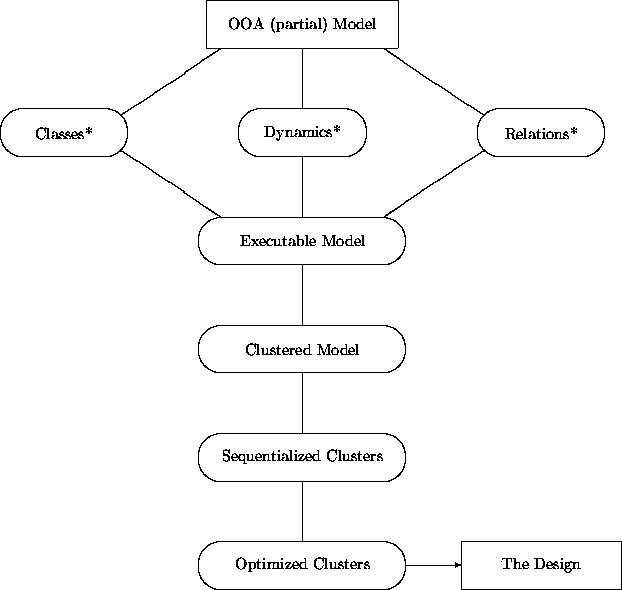 OOA (partial) Model
Classes*
Dynamics*
Relations*
Executable Model
Clustered Model
Sequentialized Clusters
Optimized Clusters
The Design